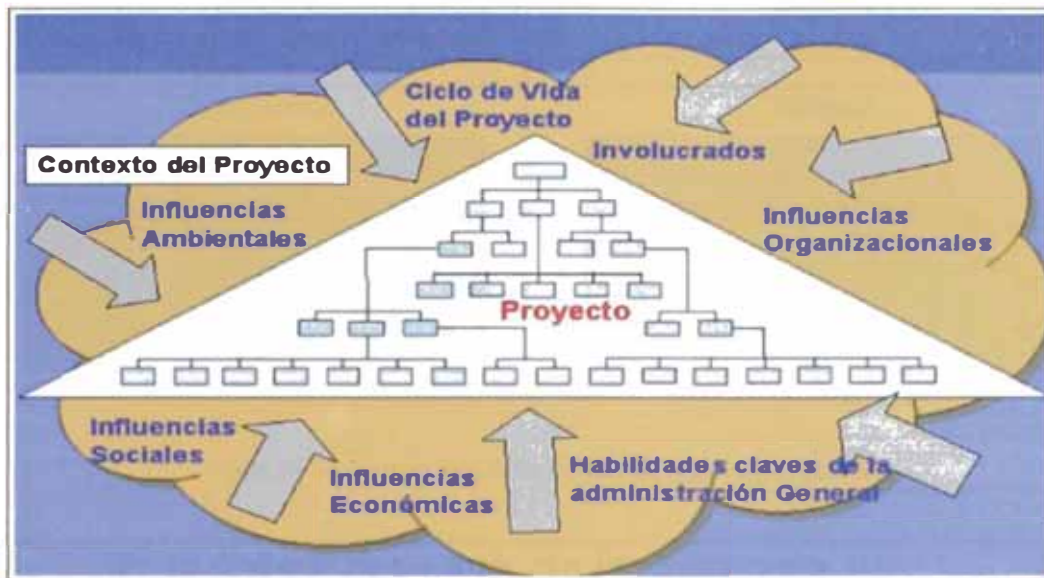 Ciclo de Vida
del Proyecto
Involucrados
Contexto del Proyecto
Influencias
Ambientales
Influencias
Organizacionales
Proyecto
Influencias
Sociales
Influencias
Económicas
Habilidades claves de la
administración General